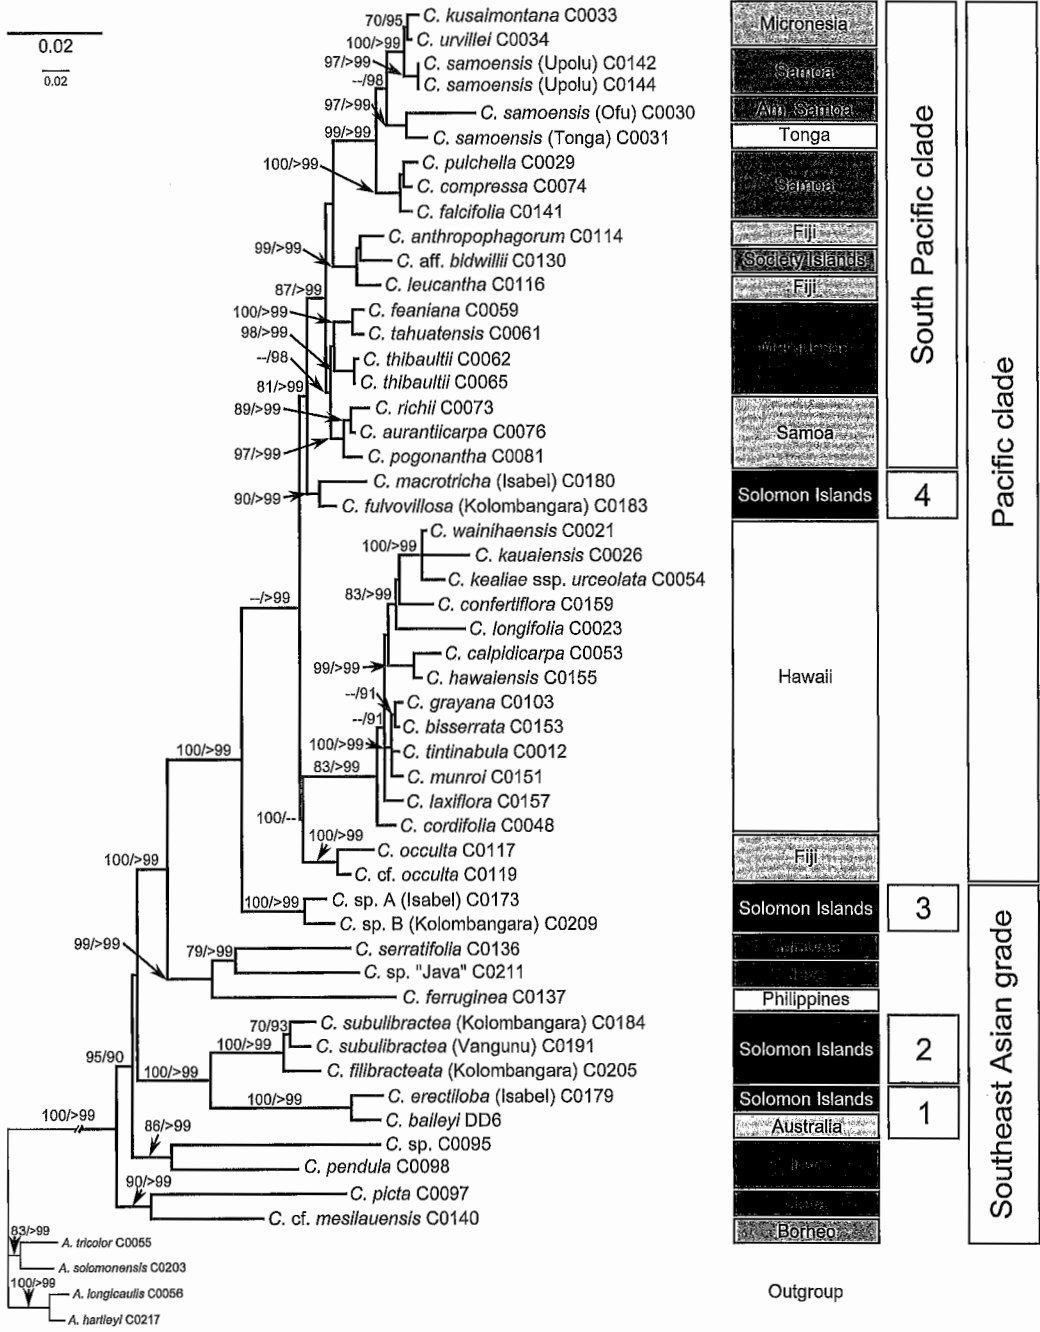 0.02
0.02
70/95
C. kusaimontana C0033
100/>99
C. urvillei C0034
97/>99
C. samoensis (Upolu) C0142
--/98
C. samoensis (Upolu) C0144
97/>99
C. samoensis (Ofu) C0030
99/>99
C. samoensis (Tonga) C0031
100/>99
C. pulchella C0029
C. compressa C0074
C. falcifolia C0141
99/>99
C. anthropophagorum C0114
C. aff. bidwillii C0130
C. leucantha C0116
87/>99
100/>99
C. feaniana C0059
98/>99
C. tahuatensis C0061
--/98
C. thibaultii C0062
81/>99
C. thibaultii C0065
89/>99
C. richii C0073
C. aurantiicarpa C0076
97/>99
C. pogonantha C0081
C. macrotricha (Isabel) C0180
90/>99
C. fulvovillosa (Kolombangara) C0183
C. wainihaensis C0021
100/>99
C. kauaiensis C0026
C. kealiae ssp. urceolata C0054
83/>99
--/>99
C. confertiflora C0159
C. longifolia C0023
C. calpidicarpa C0053
99/>99
C. hawaiensis C0155
--/91
C. grayana C0103
--/91
C. bisserrata C0153
100/>99
100/>99
C. tintinabula C0012
83/>99
C. munroi C0151
C. laxiflora C0157
100/--
C. cordifolia C0048
100/>99
C. occulta C0117
100/>99
C. cf. occulta C0119
100/>99
C. sp. A (Isabel) C0173
C. sp. B (Kolombangara) C0209
99/>99
79/>99
C. serratifolia C0136
C. sp. "Java" C0211
C. ferruginea C0137
70/93
C. subulibractea (Kolombangara) C0184
100/>99
C. subulibractea (Vangunu) C0191
95/90
C. filibracteata (Kolombangara) C0205
100/>99
C. erectiloba (Isabel) C0179
100/>99
C. baileyi DD6
100/>99
86/>99
C. sp. C0095
C. pendula C0098
90/>99
C. picta C0097
C. cf. mesilauensis C0140
83/>99
A. tricolor C0055
A. solomonensis C0203
100/>99
A. longicaulis C0056
A. hartleyi C0217
Micronesia
Samoa
Am. Samoa
Tonga
Samoa
Fiji
Society Islands
Fiji
Samoa
Solomon Islands
Hawaii
Fiji
Solomon Islands
Philippines
Solomon Islands
Solomon Islands
Australia
Borneo
Outgroup
South Pacific clade
4
3
2
1
Pacific clade
Southeast Asian grade